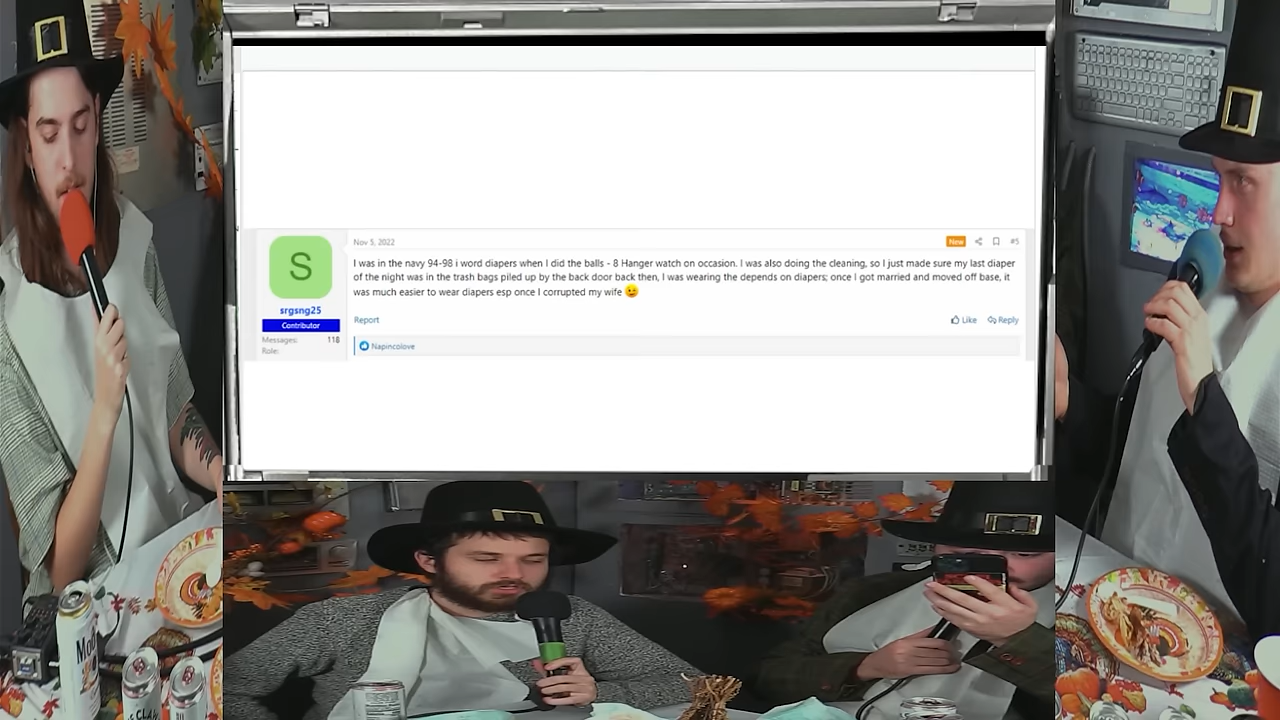 S
srgsng25
Contributor
Messages: 118
Role:
Nov 5, 2022
New
#5
I was in the navy 94-98 i word diapers when I did the balls - 8 Hanger watch on occasion. I was also doing the cleaning, so I just made sure my last diaper
of the night was in the trash bags piled up by the back door back then, I was wearing the depends on diapers; once I got married and moved off base, it
was much easier to wear diapers esp once I corrupted my wife 😉
Report
Like
Reply
Napincolove